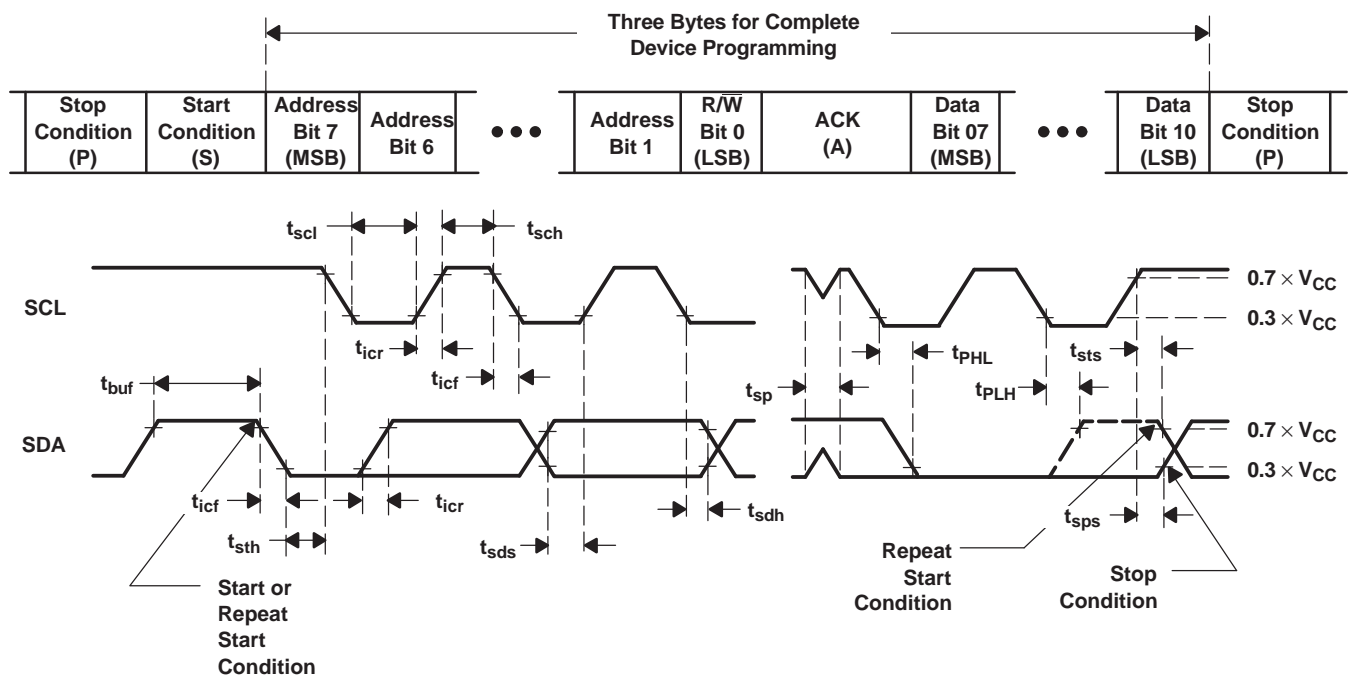 Three Bytes for Complete
Device Programming
Stop
Condition
(P)
Start
Condition
(S)
Address
Bit 7
(MSB)
Address
Bit 6
•••
Address
Bit 1
R/W̅
Bit 0
(LSB)
ACK
(A)
Data
Bit 07
(MSB)
•••
Data
Bit 10
(LSB)
Stop
Condition
(P)
tscl
tsch
SCL
0.7 × VCC
0.3 × VCC
ticr
ticf
tPHL
tsts
tbuf
tsp
tPLH
SDA
0.7 × VCC
0.3 × VCC
ticf
ticr
tsth
tsds
tsdh
tsps
Start or
Repeat
Start
Condition
Repeat
Start
Condition
Stop
Condition